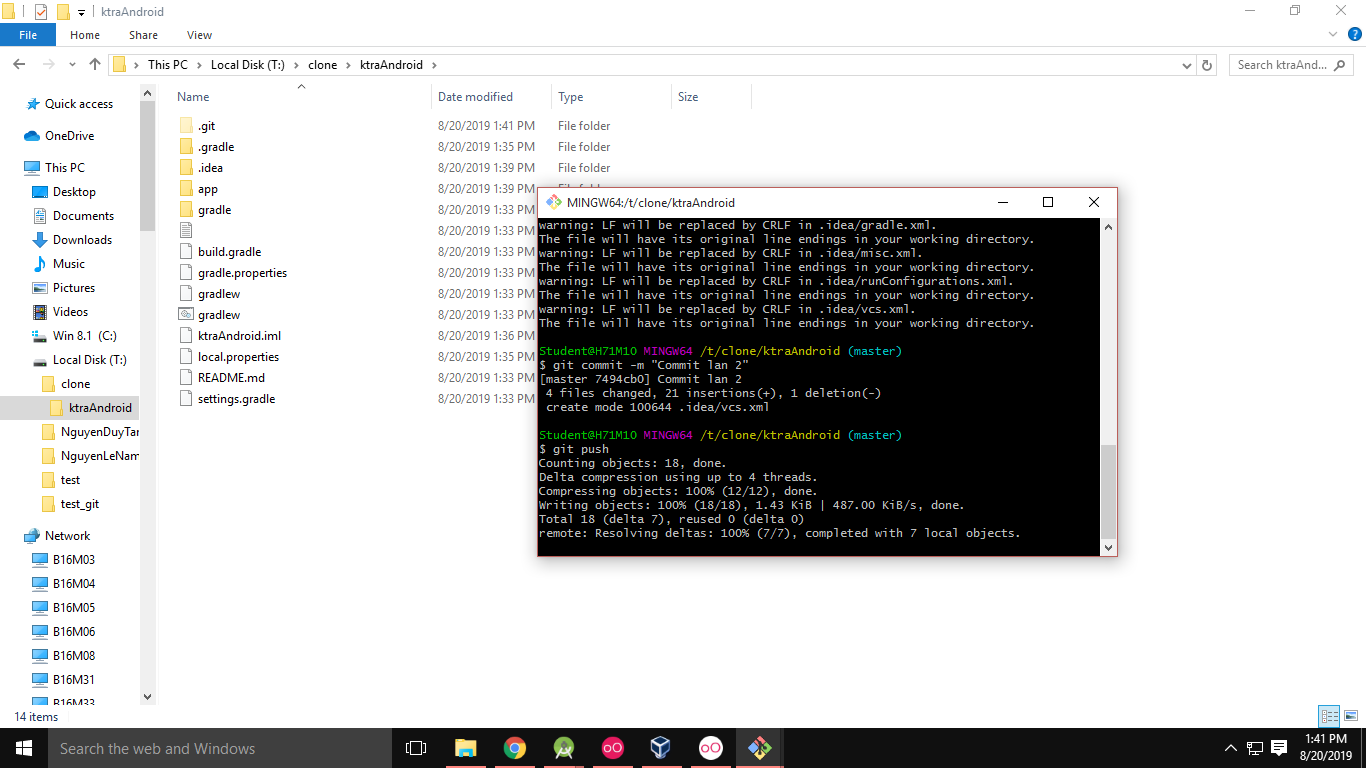 ktraAndroid
File Home Share View
This PC Local Disk (T:) clone ktraAndroid
Search ktraAnd...
Quick access
OneDrive
This PC
Desktop
Documents
Downloads
Music
Pictures
Videos
Win 8.1 (C:)
Local Disk (T:)
clone
ktraAndroid
NguyenDuyTar
NguyenLeNam
test
test_git
Network
B16M03
B16M04
B16M05
B16M06
B16M08
B16M31
B16M33
Name Date modified Type Size
.git 8/20/2019 1:41 PM File folder
.gradle 8/20/2019 1:35 PM File folder
.idea 8/20/2019 1:39 PM File folder
app 8/20/2019 1:39 PM File folder
gradle 8/20/2019 1:33 PM
8/20/2019 1:33 PM
build.gradle 8/20/2019 1:33 PM
gradle.properties 8/20/2019 1:33 PM
gradlew 8/20/2019 1:33 PM
gradlew 8/20/2019 1:33 PM
ktraAndroid.iml 8/20/2019 1:36 PM
local.properties 8/20/2019 1:35 PM
README.md 8/20/2019 1:33 PM
settings.gradle 8/20/2019 1:33 PM
MINGW64:/t/clone/ktraAndroid
warning: LF will be replaced by CRLF in .idea/gradle.xml.
The file will have its original line endings in your working directory.
warning: LF will be replaced by CRLF in .idea/misc.xml.
The file will have its original line endings in your working directory.
warning: LF will be replaced by CRLF in .idea/runConfigurations.xml.
The file will have its original line endings in your working directory.
warning: LF will be replaced by CRLF in .idea/vcs.xml.
The file will have its original line endings in your working directory.
Student@H71M10 MINGW64 /t/clone/ktraAndroid (master)
$ git commit -m "Commit lan 2"
[master 7494cb0] Commit lan 2
4 files changed, 21 insertions(+), 1 deletion(-)
create mode 100644 .idea/vcs.xml
Student@H71M10 MINGW64 /t/clone/ktraAndroid (master)
$ git push
Counting objects: 18, done.
Delta compression using up to 4 threads.
Compressing objects: 100% (12/12), done.
Writing objects: 100% (18/18), 1.43 KiB | 487.00 KiB/s, done.
Total 18 (delta 7), reused 0 (delta 0)
remote: Resolving deltas: 100% (7/7), completed with 7 local objects.
14 items
Search the web and Windows
1:41 PM
8/20/2019